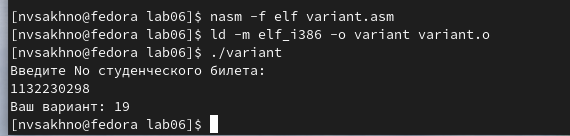 [nvsakhno@fedora lab06]$ nasm -f elf variant.asm
[nvsakhno@fedora lab06]$ ld -m elf_i386 -o variant variant.o
[nvsakhno@fedora lab06]$ ./variant
Введите No студенческого билета:
1132230298
Ваш вариант: 19
[nvsakhno@fedora lab06]$